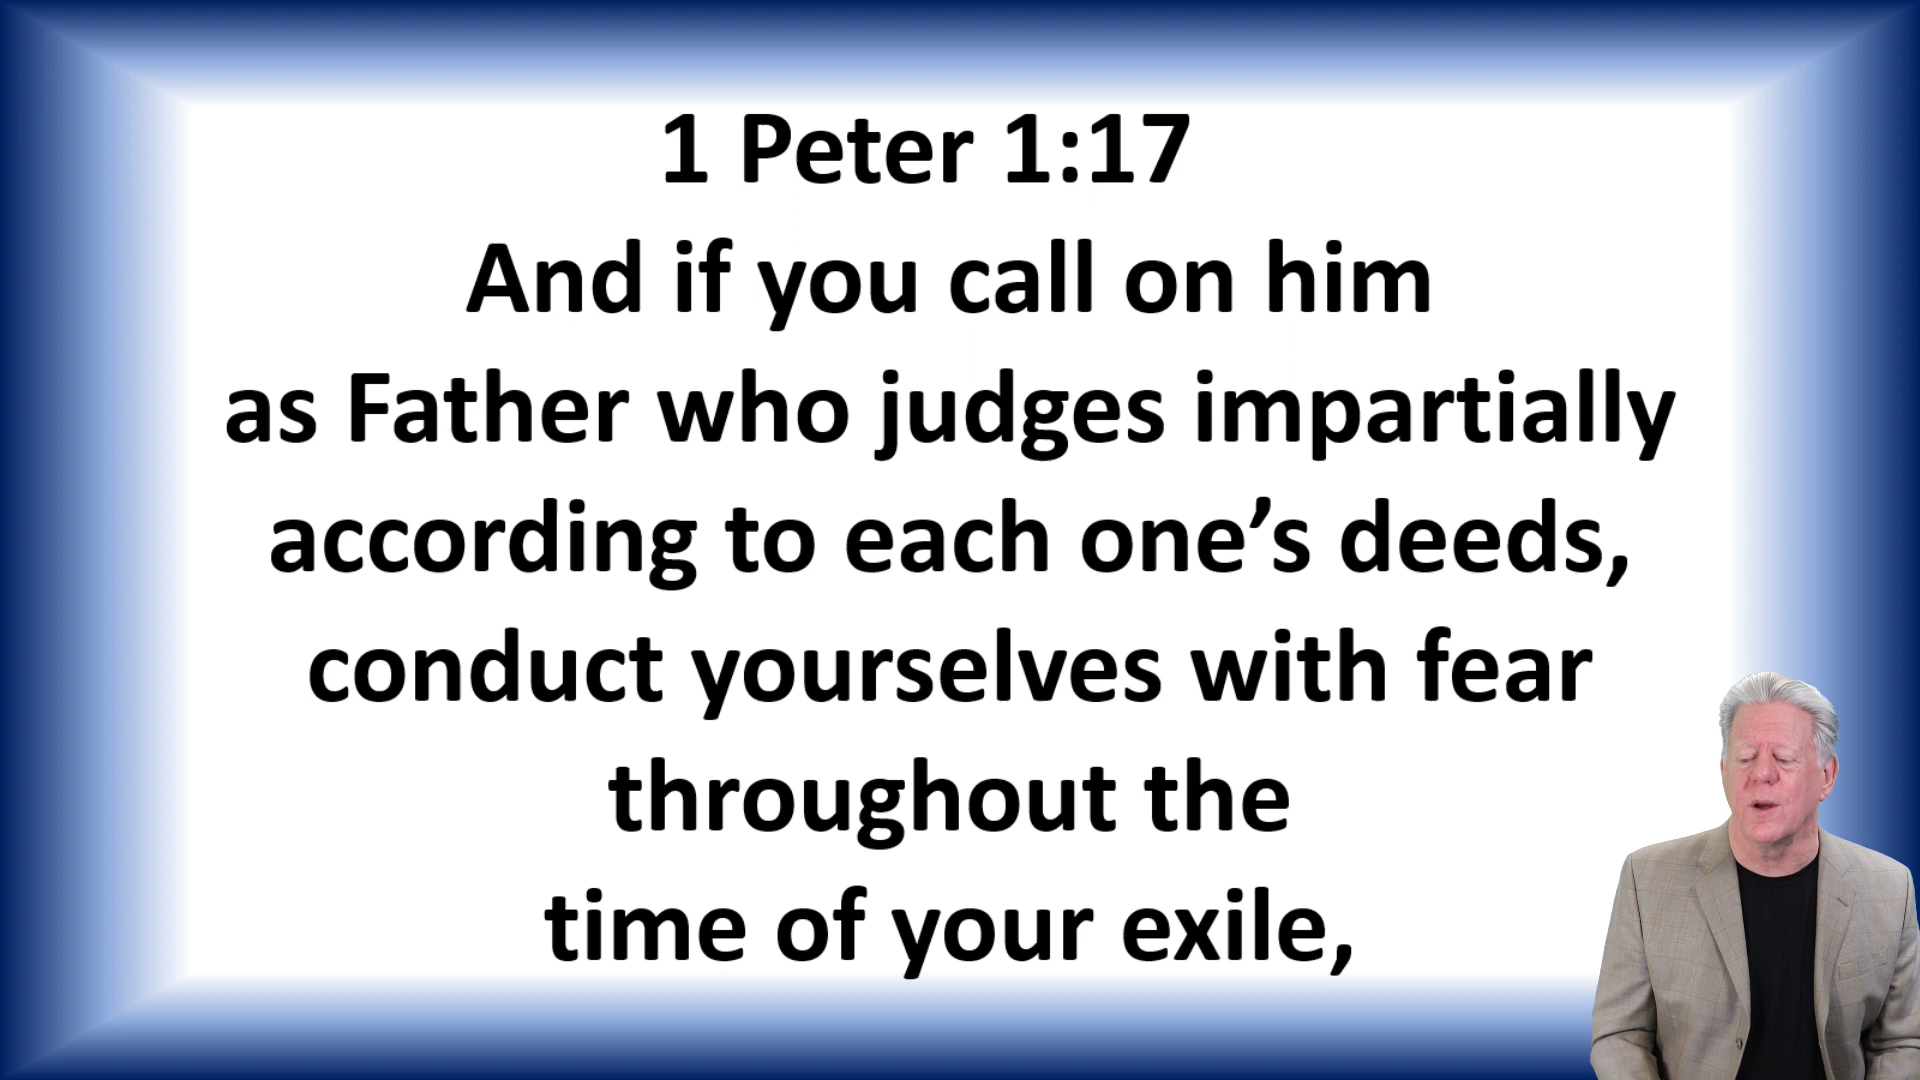 1 Peter 1:17
And if you call on him
as Father who judges impartially
according to each one’s deeds,
conduct yourselves with fear
throughout the
time of your exile,